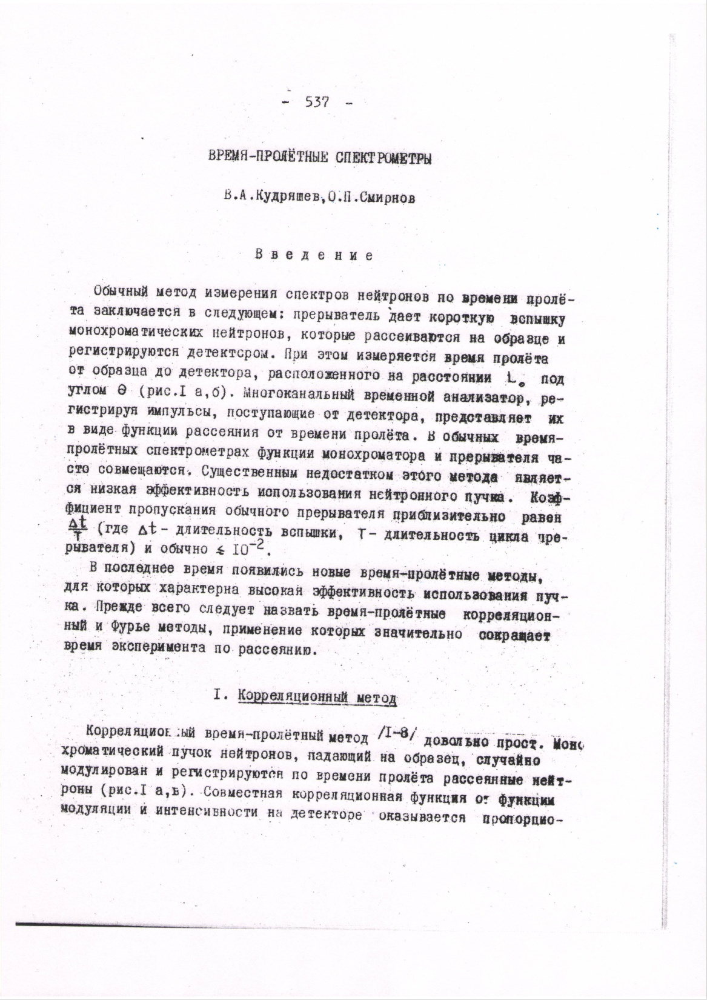 - 537 -
ВРЕМЯ-ПРОЛЁТНЫЕ СПЕКТРОМЕТРЫ
В.А.Кудряшев,О.П.Смирнов
В в е д е н и е
Обычный метод измерения спектров нейтронов по времени пролё-
та заключается в следующем: прерыватель дает короткую вспышку
монохроматических нейтронов, которые рассеиваются на образце и
регистрируются детектором. При этом измеряется время пролёта
от образца до детектора, расположенного на расстоянии L₀ под
углом Θ (рис.I а,б). Многоканальный временной анализатор, ре-
гистрируя импульсы, поступающие от детектора, представляет их
в виде функции рассеяния от времени пролёта. В обычных время-
пролётных спектрометрах функции монохроматора и прерывателя ча-
сто совмещаются. Существенным недостатком этого метода являет-
ся низкая эффективность использования нейтронного пучка. Коэф-
фициент пропускания обычного прерывателя приблизительно равен
Δt/T (где Δt - длительность вспышки, T - длительность цикла пре-
рывателя) и обычно ≤ 10⁻².
В последнее время появились новые время-пролётные методы,
для которых характерна высокая эффективность использования пуч-
ка. Прежде всего следует назвать время-пролётные корреляцион-
ный и Фурье методы, применение которых значительно сокращает
время эксперимента по рассеянию.
I. Корреляционный метод
Корреляционный время-пролётный метод /I-8/ довольно прост. Моно
хроматический пучок нейтронов, падающий на образец, случайно
модулирован и регистрируются по времени пролёта рассеянные нейт-
роны (рис.I а,в). Совместная корреляционная функция от функции
модуляции и интенсивности на детекторе оказывается пропорцио-